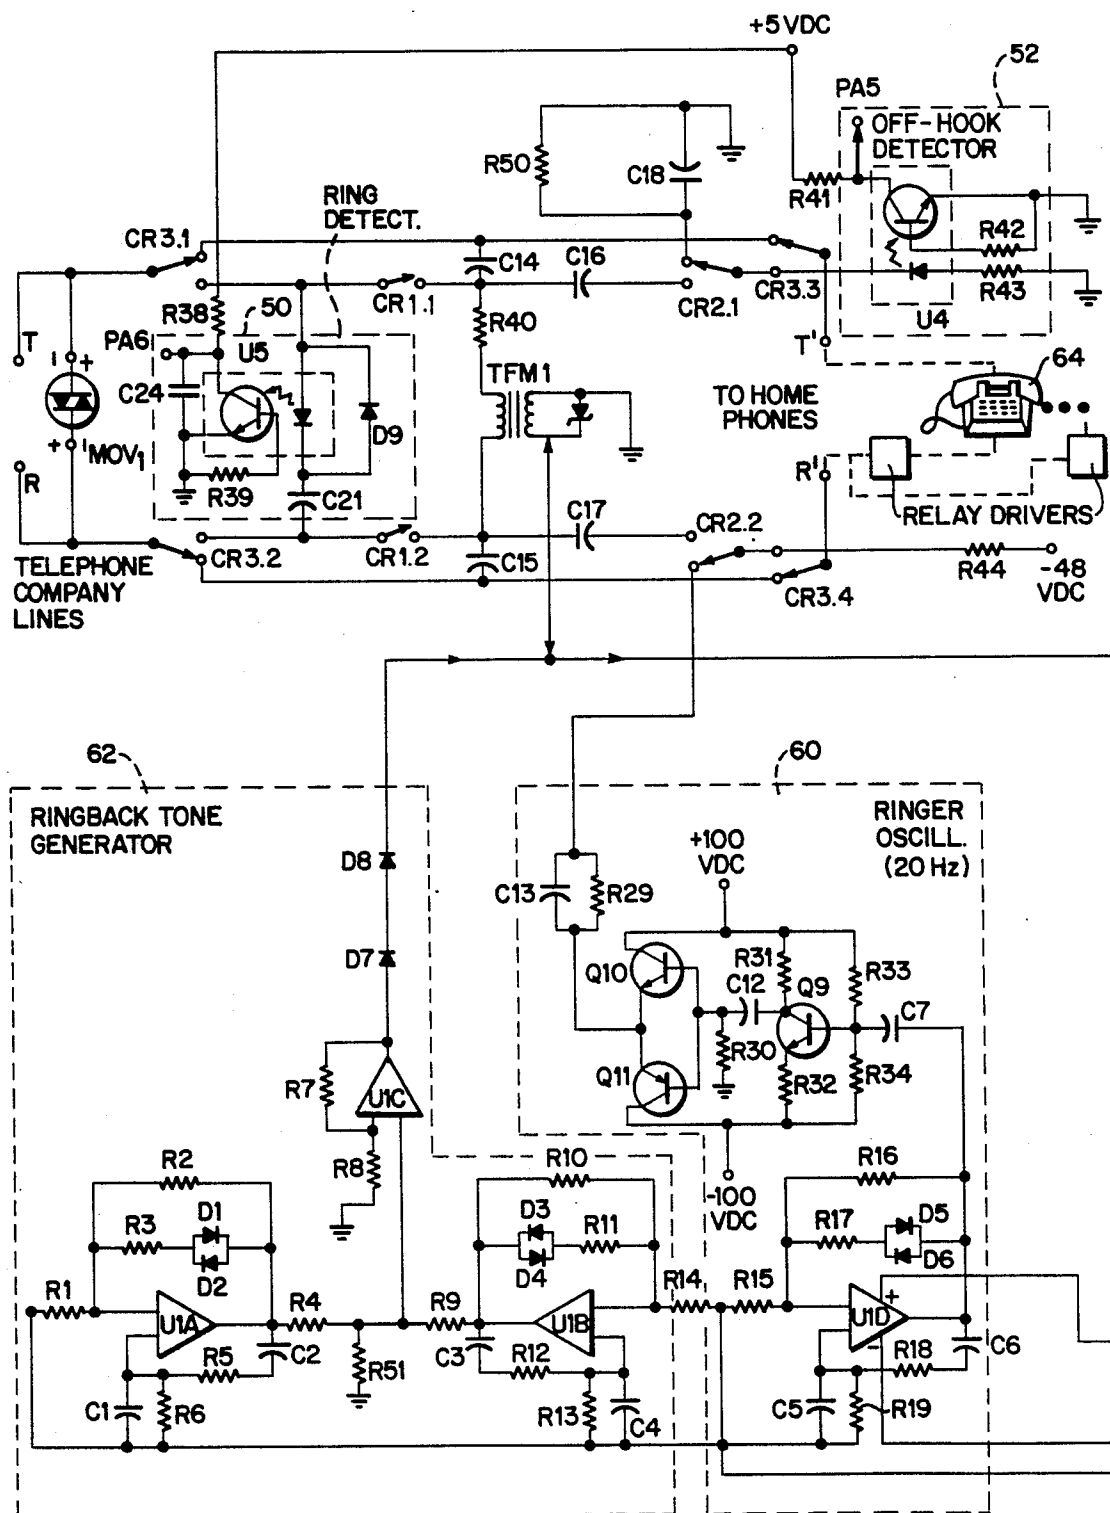 +5 VDC
52
PA5
OFF-HOOK
DETECTOR
R50
C18
R41
RING
DETECT.
R42
CR3.1
C14
C16
CR2.1
CR3.3
R43
U4
R38
50
CR1.1
R40
T
PA6
U5
T'
64
C24
TFM1
TO HOME
PHONES
D9
MOV1
R
R39
C21
R'
RELAY DRIVERS
C17
CR2.2
CR3.2
CR1.2
C15
R44
-48
VDC
CR3.4
TELEPHONE
COMPANY
LINES
62
60
RINGBACK TONE
GENERATOR
RINGER
OSCILL.
(20 Hz)
+100
VDC
D8
C13
R29
D7
Q10
R31
C12
Q9
R33
C7
R30
R7
U1C
Q11
R32
R34
R8
-100
VDC
R2
R10
R16
R3
D1
D2
D3
D4
R11
R17
D5
D6
R1
U1A
R4
R9
U1B
R14
R15
U1D
+
-
R5
C2
R51
C3
R12
R18
C6
C1
R6
R13
C4
C5
R19